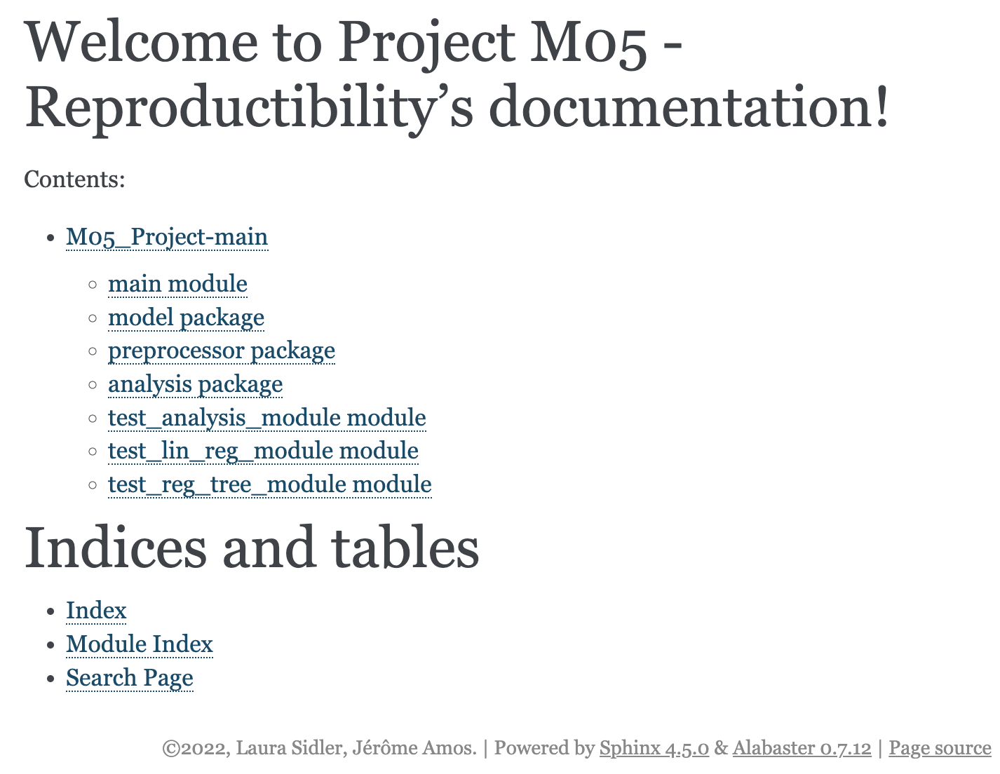 Welcome to Project M05 -
Reproductibility’s documentation!
Contents:
• M05_Project-main
◦ main module
◦ model package
◦ preprocessor package
◦ analysis package
◦ test_analysis_module module
◦ test_lin_reg_module module
◦ test_reg_tree_module module
Indices and tables
• Index
• Module Index
• Search Page
©2022, Laura Sidler, Jérôme Amos. | Powered by Sphinx 4.5.0 & Alabaster 0.7.12 | Page source